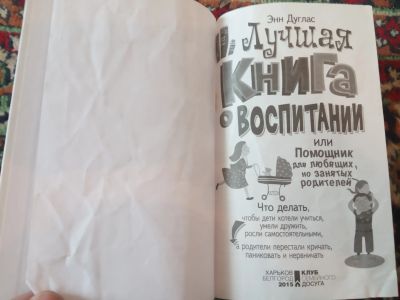 Энн Дуглас
Лучшая
Книга
о воспитании
или
Помощник
для любящих,
но занятых
родителей
Что делать,
чтобы дети хотели учиться,
умели дружить,
росли самостоятельными,
а родители перестали кричать,
паниковать и нервничать
ХАРЬКОВ КЛУБ
БЕЛГОРОД СЕМЕЙНОГО
2015 ДОСУГА